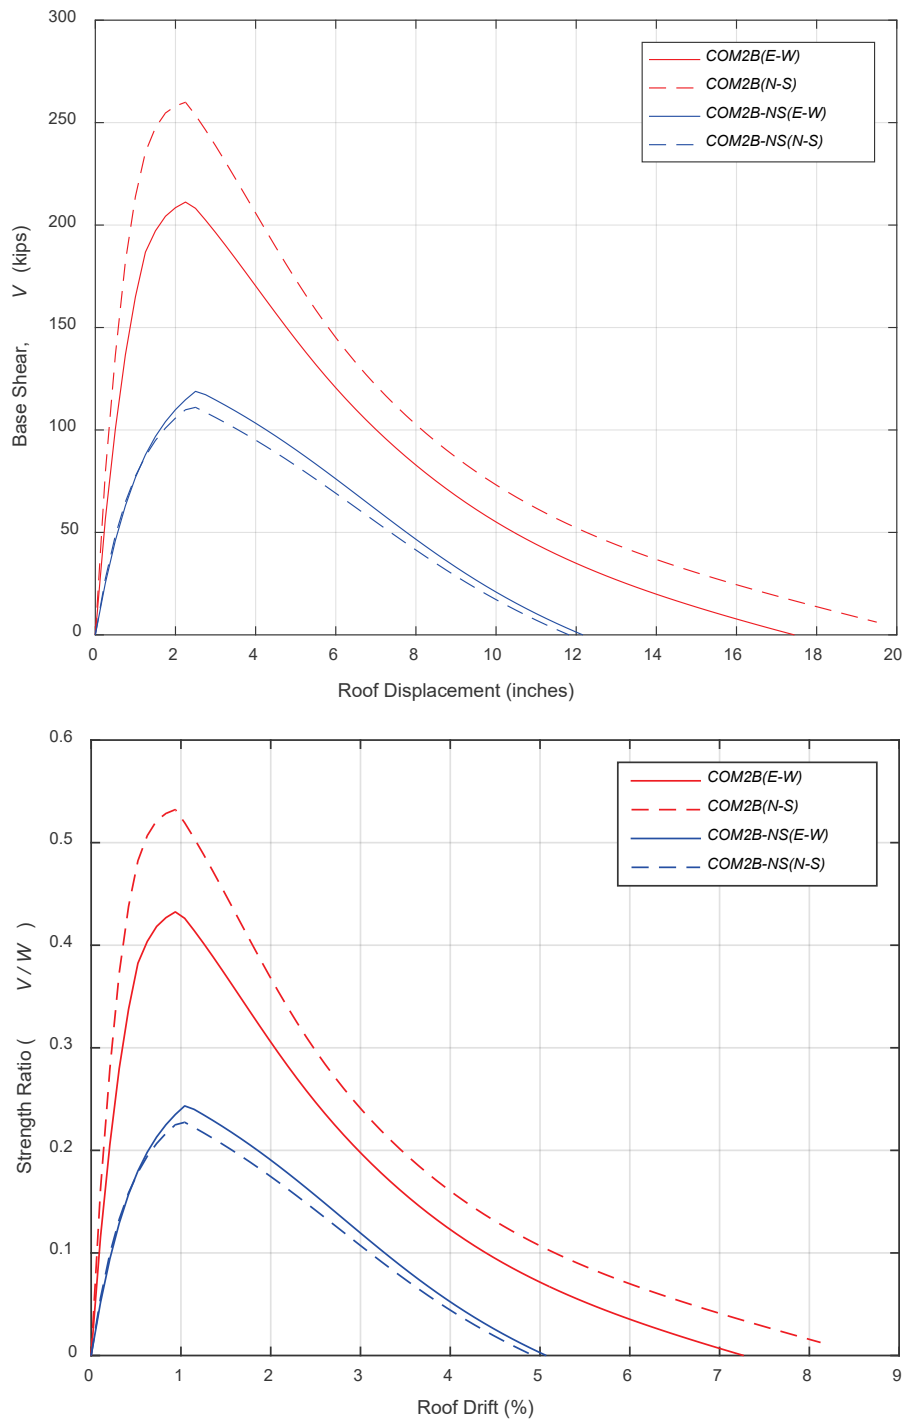 300
250
200
150
100
50
0
Base Shear, V (kips)
COM2B(E-W)
COM2B(N-S)
COM2B-NS(E-W)
COM2B-NS(N-S)
0 2 4 6 8 10 12 14 16 18 20
Roof Displacement (inches)
0.6
0.5
0.4
0.3
0.2
0.1
0
Strength Ratio ( V / W )
COM2B(E-W)
COM2B(N-S)
COM2B-NS(E-W)
COM2B-NS(N-S)
0 1 2 3 4 5 6 7 8 9
Roof Drift (%)